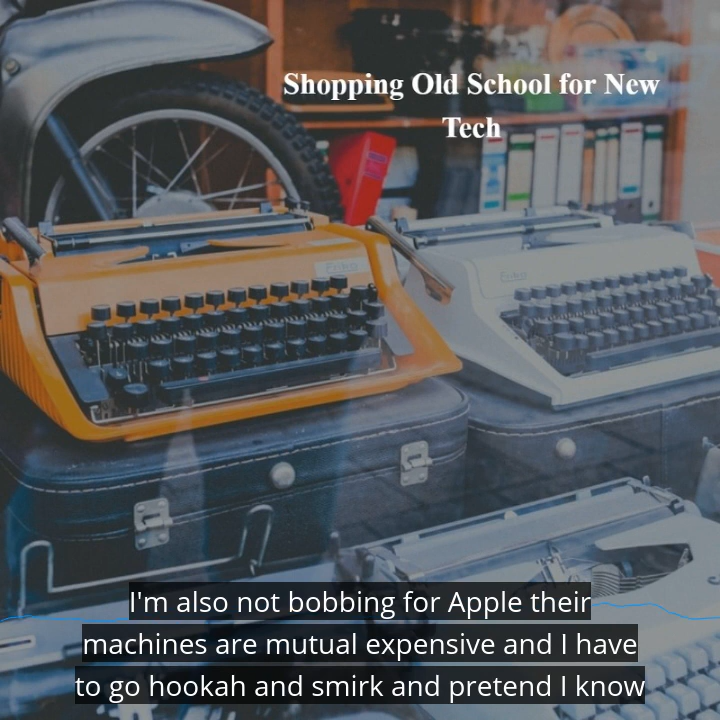 Shopping Old School for New
Tech
I'm also not bobbing for Apple their
machines are mutual expensive and I have
to go hookah and smirk and pretend I know